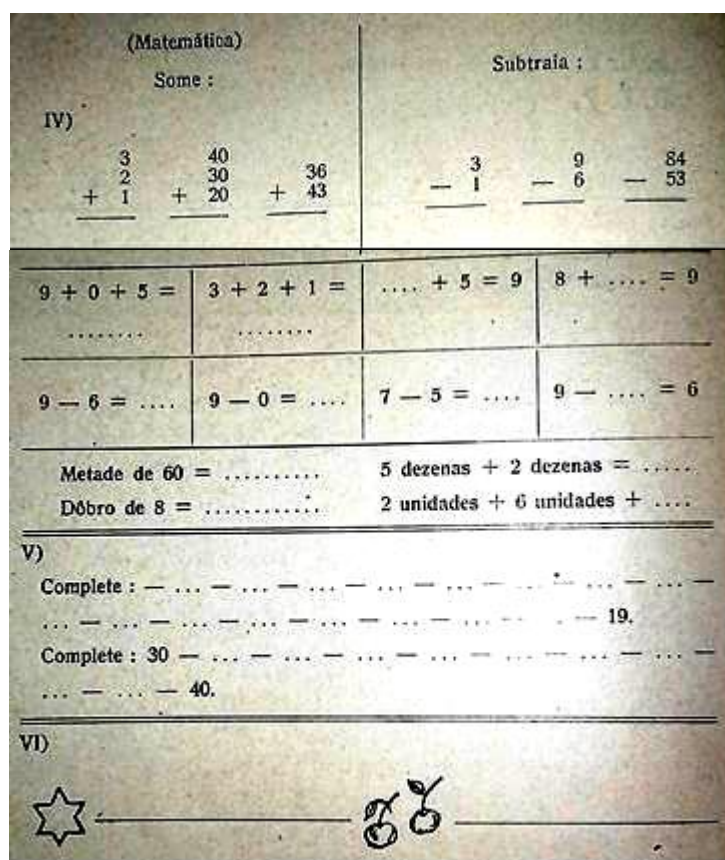 (Matemática)
Some :
Subtraia :
IV)
3 40
2 30 36
+ 1 + 20 + 43
3 9 84
— 1 — 6 — 53
9 + 0 + 5 = 3 + 2 + 1 = .... + 5 = 9 8 + .... = 9
........ ........
9 — 6 = .... 9 — 0 = .... 7 — 5 = .... 9 — .... = 6
Metade de 60 = .......... 5 dezenas + 2 dezenas = .....
Dôbro de 8 = ............ 2 unidades + 6 unidades + ....
V)
Complete : — ... — ... — ... — ... — ... — ... — ... — ... —
... — ... — ... — ... — ... — ... — ... — 19.
Complete : 30 — ... — ... — ... — ... — ... — ... — ... —
... — ... — 40.
VI)